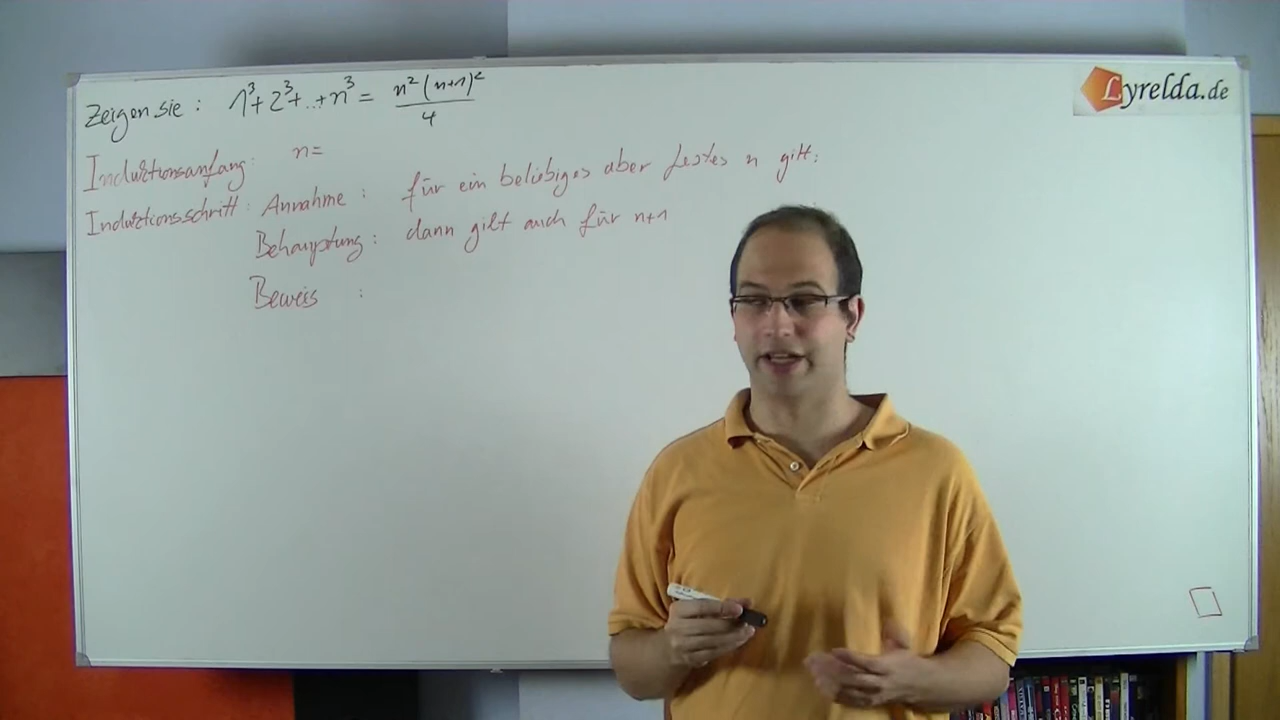 Zeigen sie : 1³+2³+..+n³ = n²(n+1)²/4
Lyrelda.de
Induktionsanfang: n=
Induktionsschritt: Annahme : für ein beliebiges aber festes n gilt:
Behauptung : dann gilt auch für n+1
Beweis :